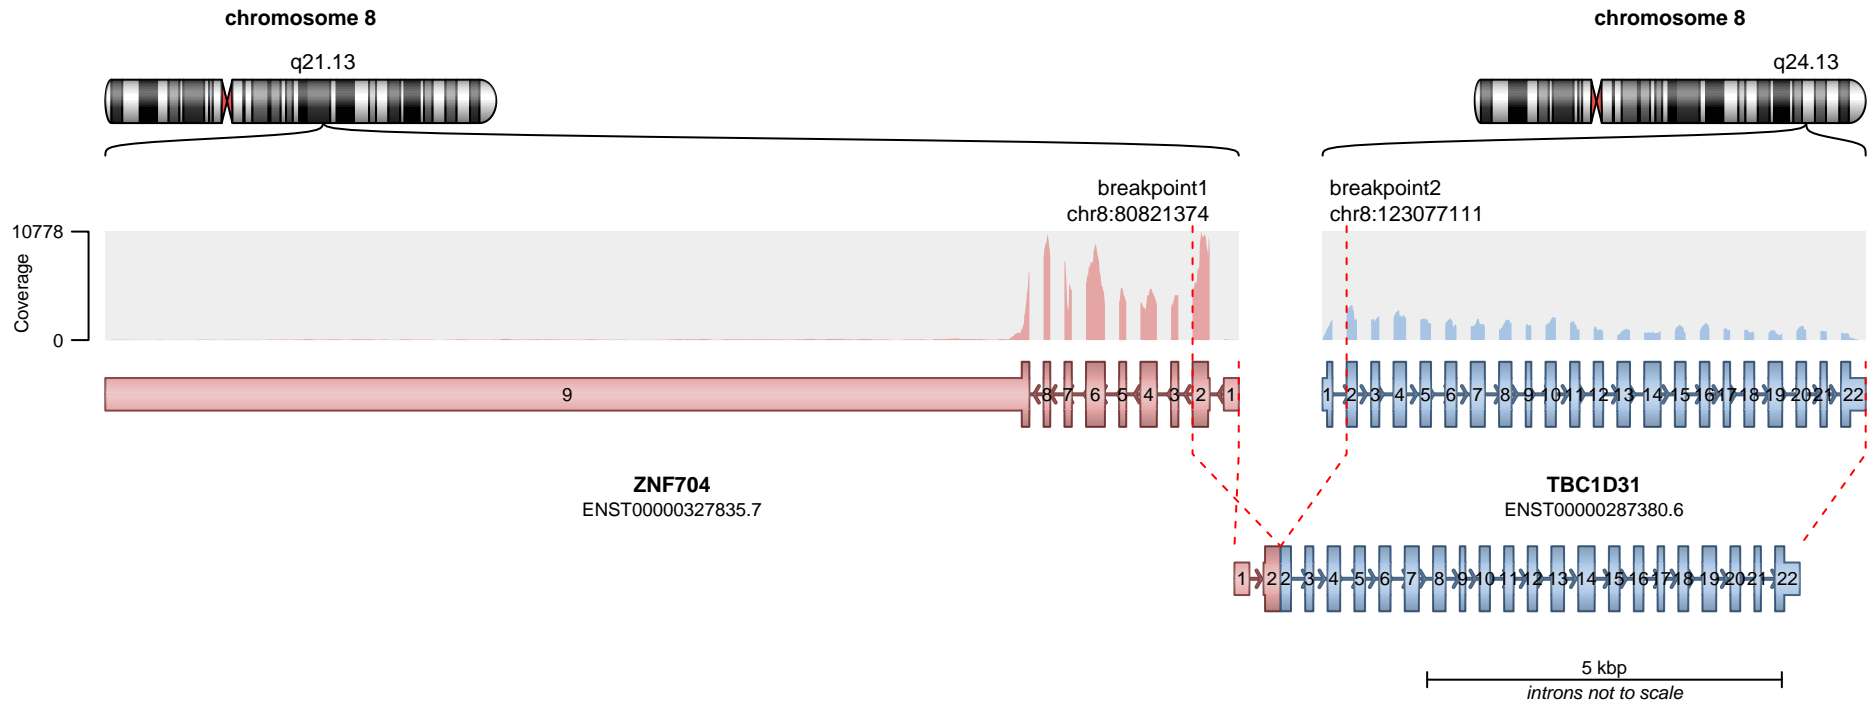 chromosome 8
chromosome 8
q21.13
q24.13
breakpoint1
chr8:80821374
breakpoint2
chr8:123077111
10778
Coverage
0
9 8 7 6 5 4 3 2 1
1 2 3 4 5 6 7 8 9 10 11 12 13 14 15 16 17 18 19 20 21 22
ZNF704
ENST00000327835.7
TBC1D31
ENST00000287380.6
1 2 2 3 4 5 6 7 8 9 10 11 12 13 14 15 16 17 18 19 20 21 22
5 kbp
introns not to scale